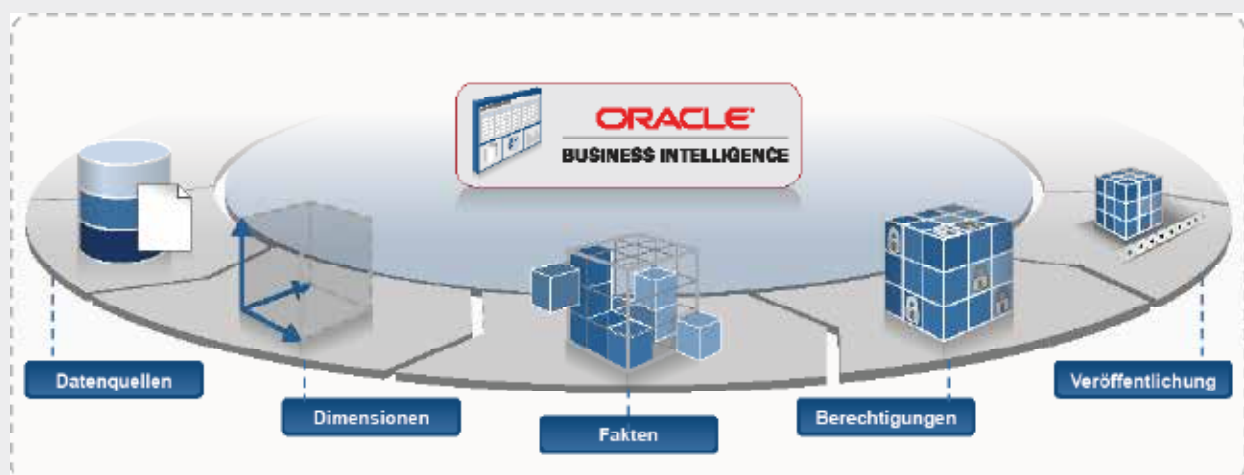 ORACLE
BUSINESS INTELLIGENCE
Datenquellen
Dimensionen
Fakten
Berechtigungen
Veröffentlichung